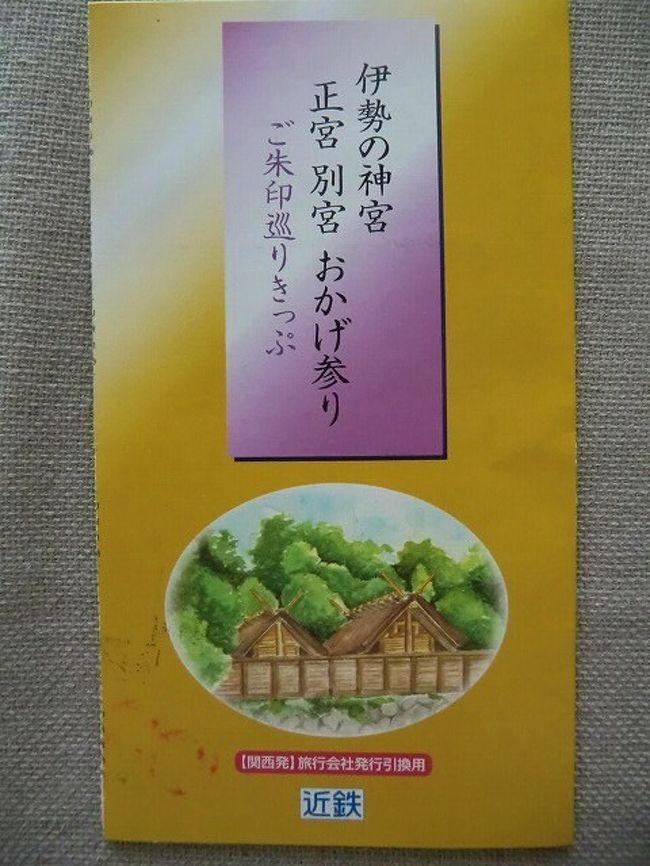 伊勢の神宮
正宮 別宮 おかげ参り
ご朱印巡りきっぷ
【関西発】旅行会社発行引換用
近鉄